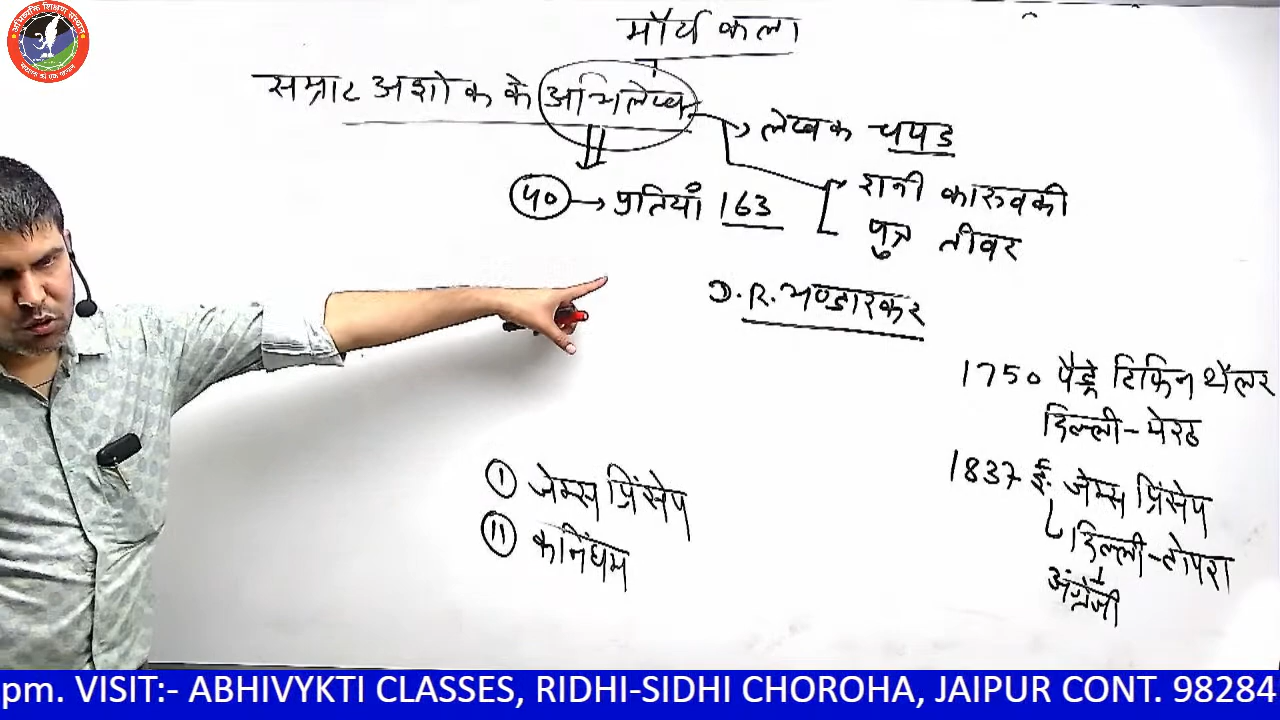 मौर्य कला
सम्राट अशोक के अभिलेख
लेखक चपड
रानी कारुवकी
पुत्र तीवर
५० → प्रतियाँ 163
D.R. भण्डारकर
1750 पैड्रे टिफिन थॅलर
दिल्ली - मेरठ
① जेम्स प्रिंसेप
⑪ कनिंघम
1837 ई. जेम्स प्रिंसेप
दिल्ली - टोपरा
अंग्रेजी
pm. VISIT:- ABHIVYKTI CLASSES, RIDHI-SIDHI CHOROHA, JAIPUR CONT. 98284